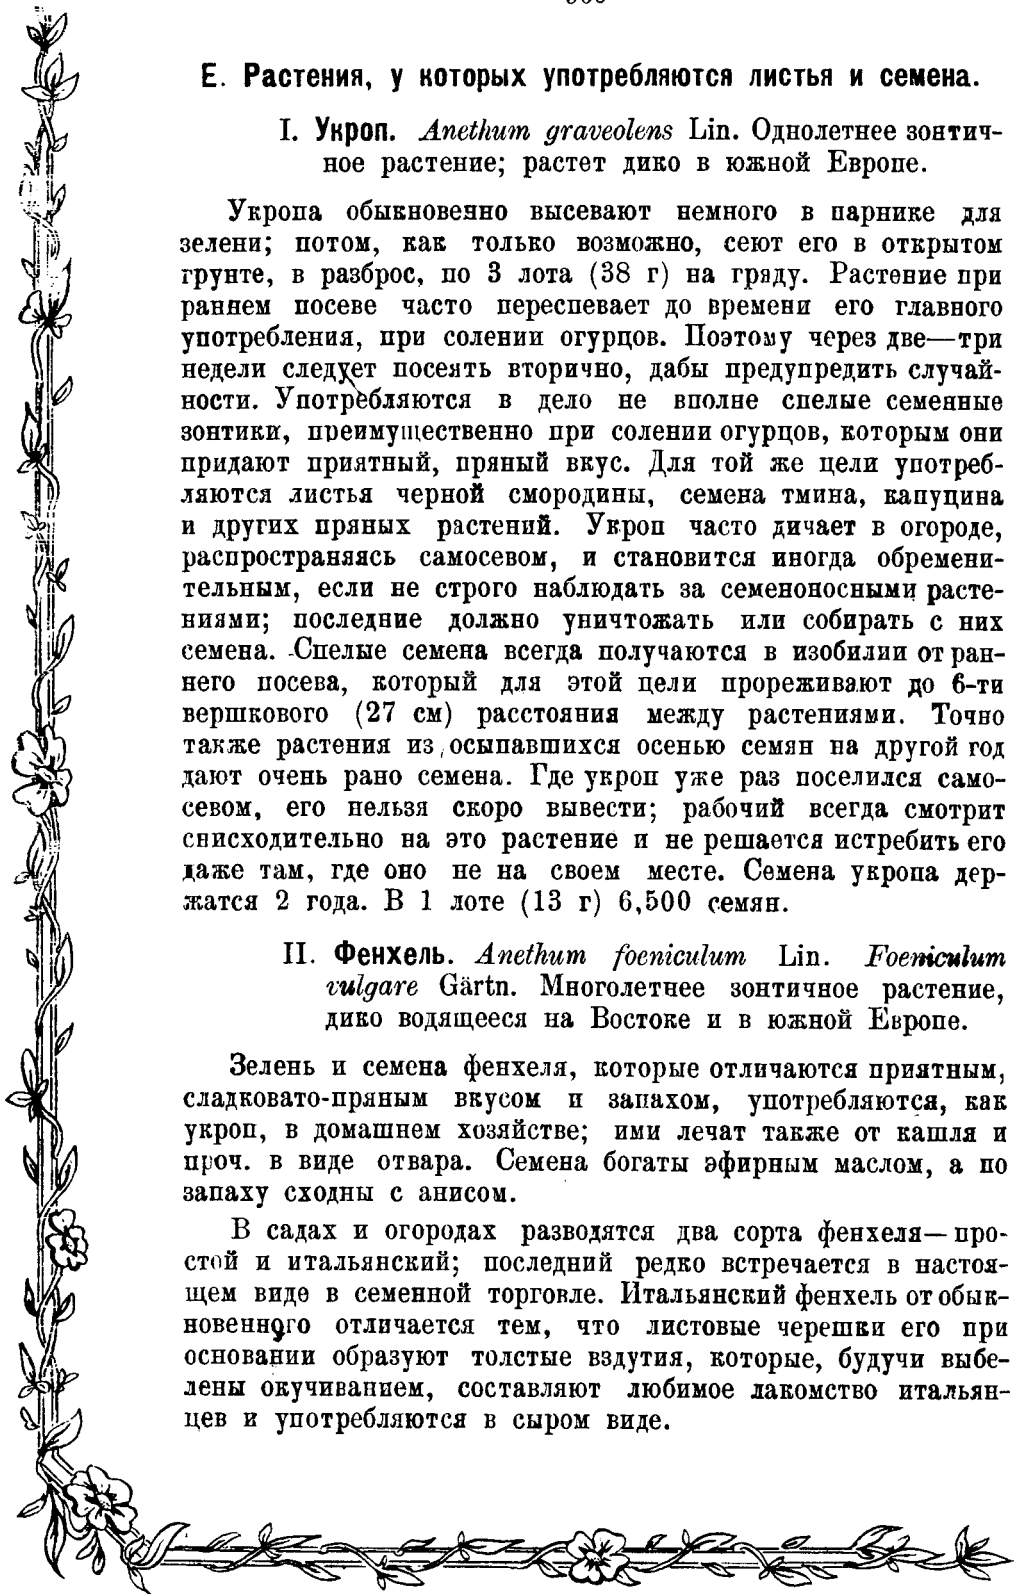 Е. Растения, у которых употребляются листья и семена.
I. Укроп. Anethum graveolens Lin. Однолетнее зонтич-
ное растение; растет дико в южной Европе.
Укропа обыкновенно высевают немного в парнике для
зелени; потом, как только возможно, сеют его в открытом
грунте, в разброс, по 3 лота (38 г) на гряду. Растение при
раннем посеве часто переспевает до времени его главного
употребления, при солении огурцов. Поэтому через две—три
недели следует посеять вторично, дабы предупредить случай-
ности. Употребляются в дело не вполне спелые семенные
зонтики, преимущественно при солении огурцов, которым они
придают приятный, пряный вкус. Для той же цели употреб-
ляются листья черной смородины, семена тмина, капуцина
и других пряных растений. Укроп часто дичает в огороде,
распространяясь самосевом, и становится иногда обремени-
тельным, если не строго наблюдать за семеноносными расте-
ниями; последние должно уничтожать или собирать с них
семена. Спелые семена всегда получаются в изобилии от ран-
него посева, который для этой цели прореживают до 6-ти
вершкового (27 см) расстояния между растениями. Точно
также растения из осыпавшихся осенью семян на другой год
дают очень рано семена. Где укроп уже раз поселился само-
севом, его нельзя скоро вывести; рабочий всегда смотрит
снисходительно на это растение и не решается истребить его
даже там, где оно не на своем месте. Семена укропа дер-
жатся 2 года. В 1 лоте (13 г) 6,500 семян.
II. Фенхель. Anethum foeniculum Lin. Foeniculum
vulgare Gärtn. Многолетнее зонтичное растение,
дико водящееся на Востоке и в южной Европе.
Зелень и семена фенхеля, которые отличаются приятным,
сладковато-пряным вкусом и запахом, употребляются, как
укроп, в домашнем хозяйстве; ими лечат также от кашля и
проч. в виде отвара. Семена богаты эфирным маслом, а по
запаху сходны с анисом.
В садах и огородах разводятся два сорта фенхеля—про-
стой и итальянский; последний редко встречается в настоя-
щем виде в семенной торговле. Итальянский фенхель от обык-
новенного отличается тем, что листовые черешки его при
основании образуют толстые вздутия, которые, будучи выбе-
лены окучиванием, составляют любимое лакомство итальян-
цев и употребляются в сыром виде.